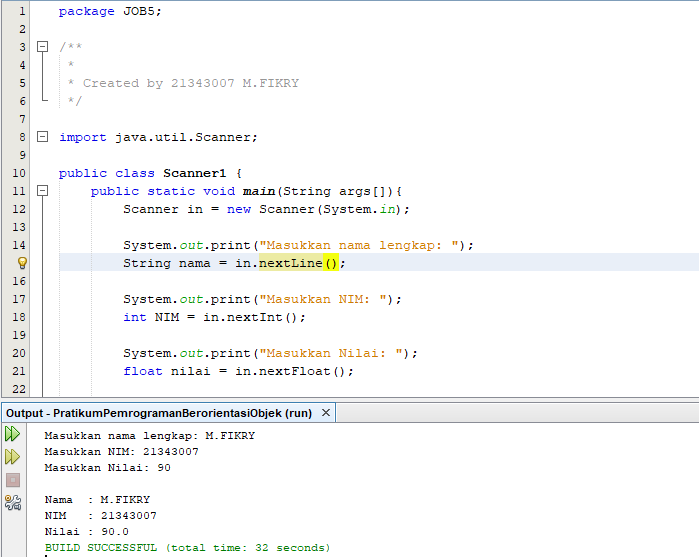 1 package JOB5;
2
3 /**
4 *
5 * Created by 21343007 M.FIKRY
6 */
7
8 import java.util.Scanner;
9
10 public class Scanner1 {
11 public static void main(String args[]){
12 Scanner in = new Scanner(System.in);
13
14 System.out.print("Masukkan nama lengkap: ");
String nama = in.nextLine();
16
17 System.out.print("Masukkan NIM: ");
18 int NIM = in.nextInt();
19
20 System.out.print("Masukkan Nilai: ");
21 float nilai = in.nextFloat();
22
Output - PratikumPemrogramanBerorientasiObjek (run) ×
Masukkan nama lengkap: M.FIKRY
Masukkan NIM: 21343007
Masukkan Nilai: 90
Nama : M.FIKRY
NIM : 21343007
Nilai : 90.0
BUILD SUCCESSFUL (total time: 32 seconds)